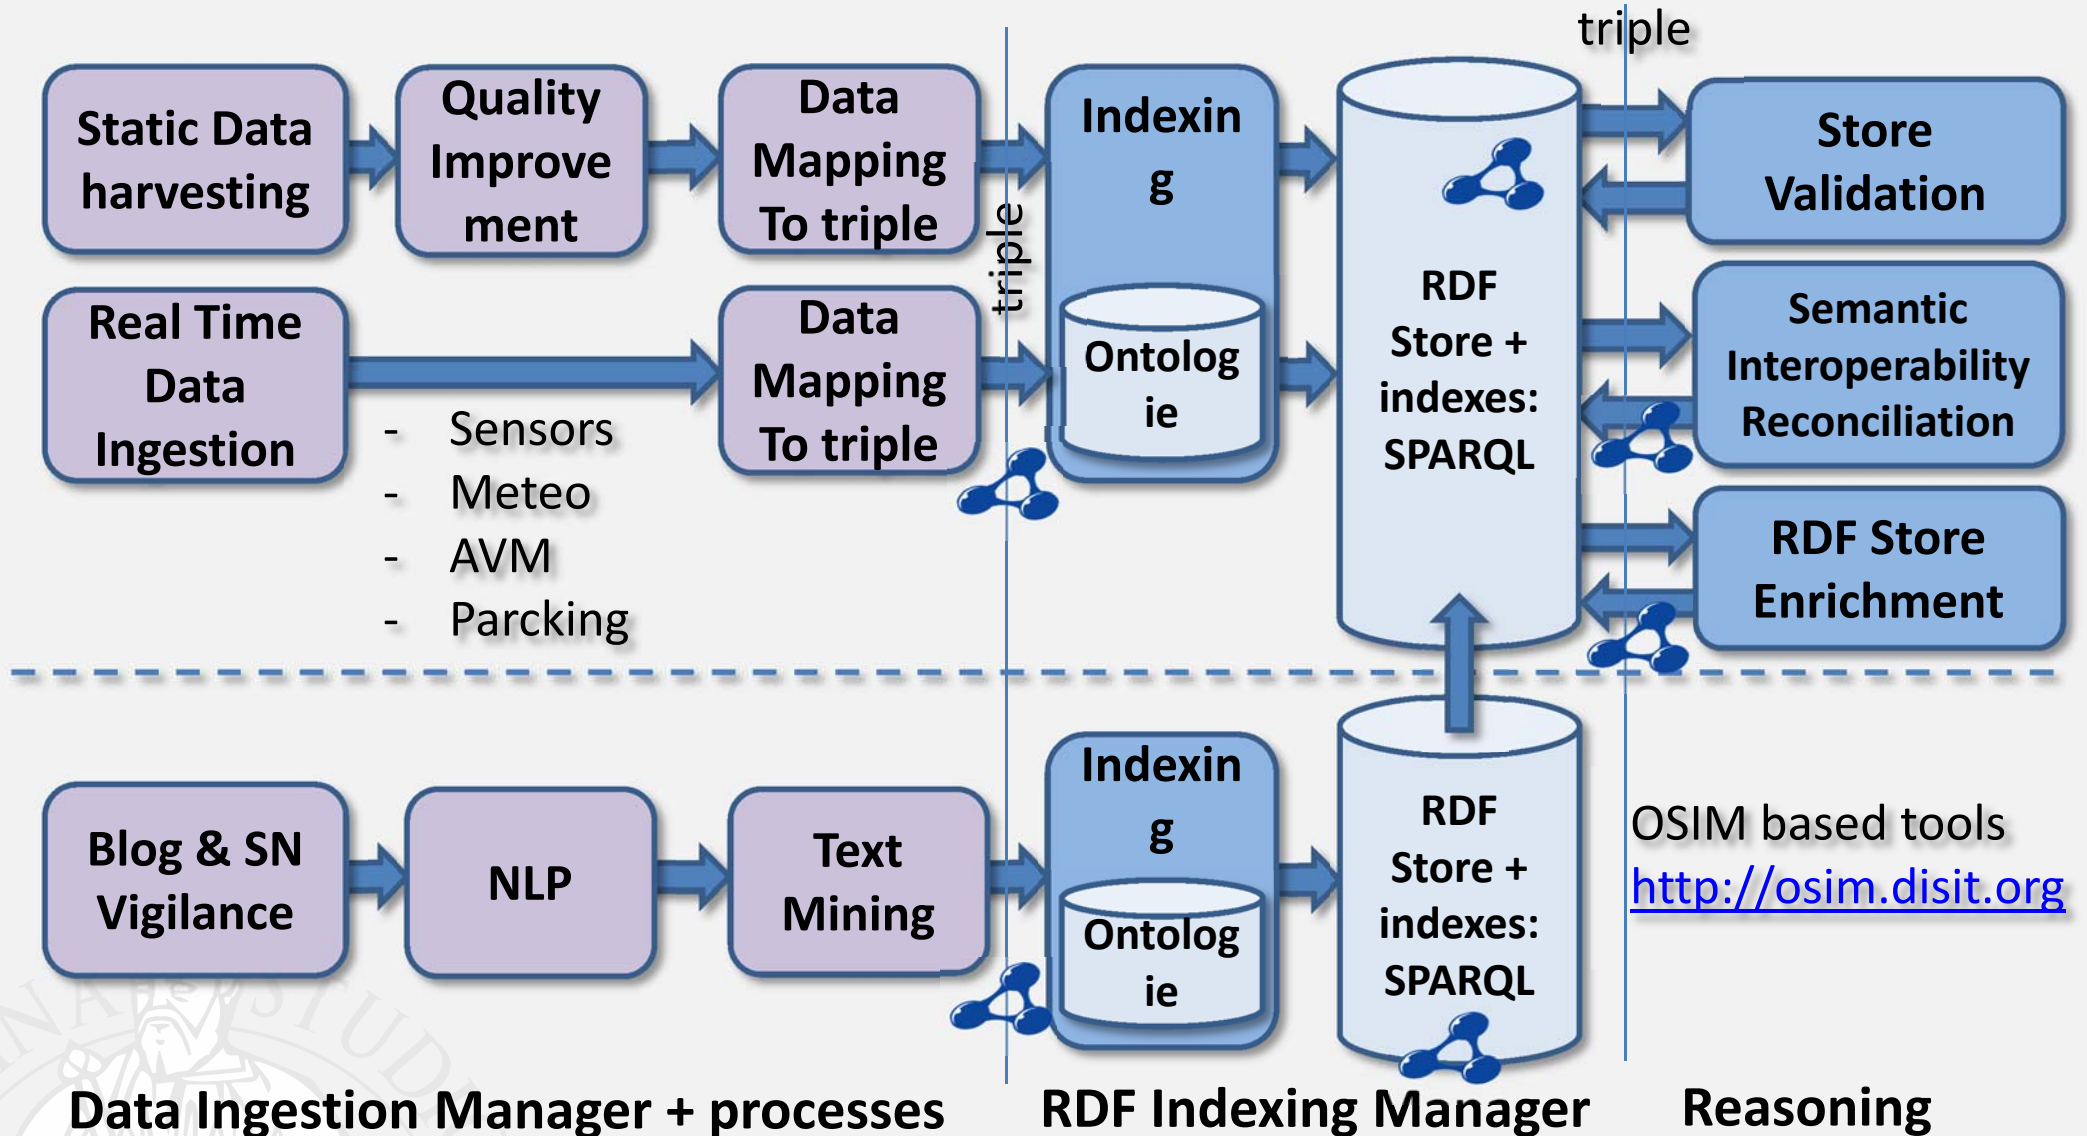 triple
Static Data
harvesting
Quality
Improve
ment
Data
Mapping
To triple
triple
Indexin
g
Ontolog
ie
RDF
Store +
indexes:
SPARQL
Store
Validation
Real Time
Data
Ingestion
- Sensors
- Meteo
- AVM
- Parcking
Data
Mapping
To triple
Semantic
Interoperability
Reconciliation
RDF Store
Enrichment
Blog & SN
Vigilance
NLP
Text
Mining
Indexin
g
Ontolog
ie
RDF
Store +
indexes:
SPARQL
OSIM based tools
http://osim.disit.org
Data Ingestion Manager + processes
RDF Indexing Manager
Reasoning